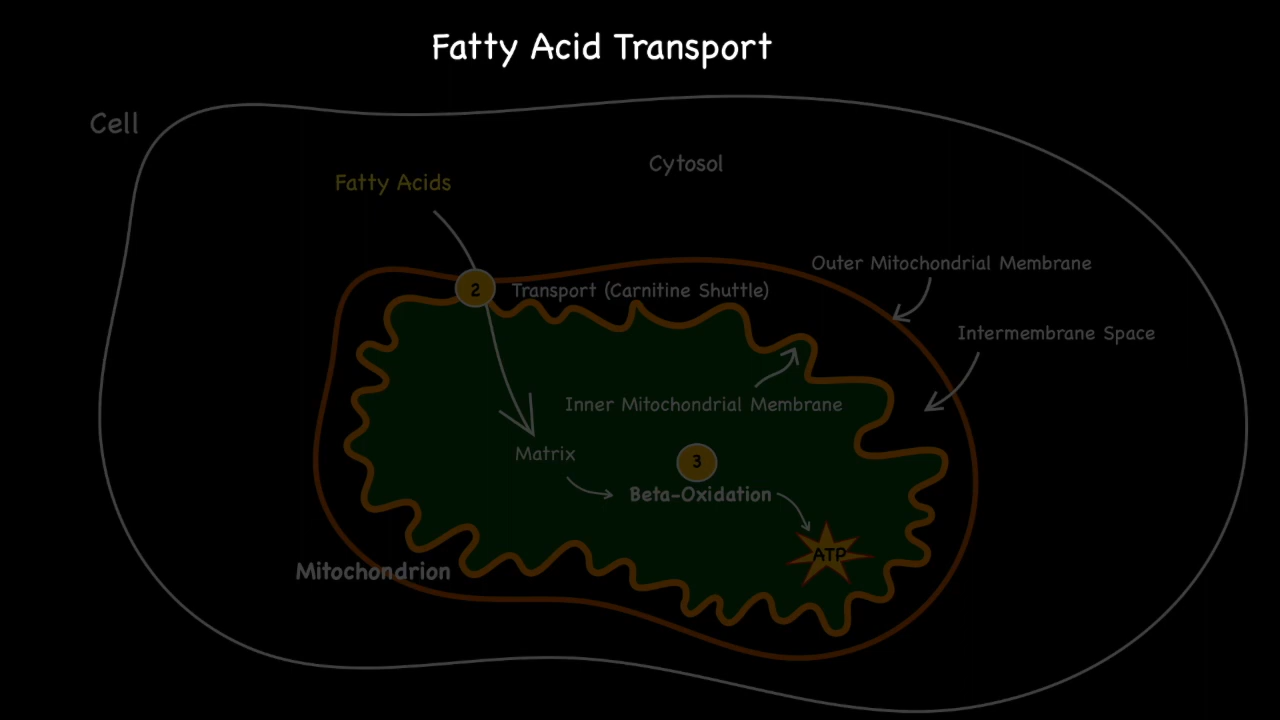 Fatty Acid Transport
Cell
Cytosol
Fatty Acids
Outer Mitochondrial Membrane
2
Transport (Carnitine Shuttle)
Intermembrane Space
Inner Mitochondrial Membrane
Matrix
3
Beta-Oxidation
ATP
Mitochondrion